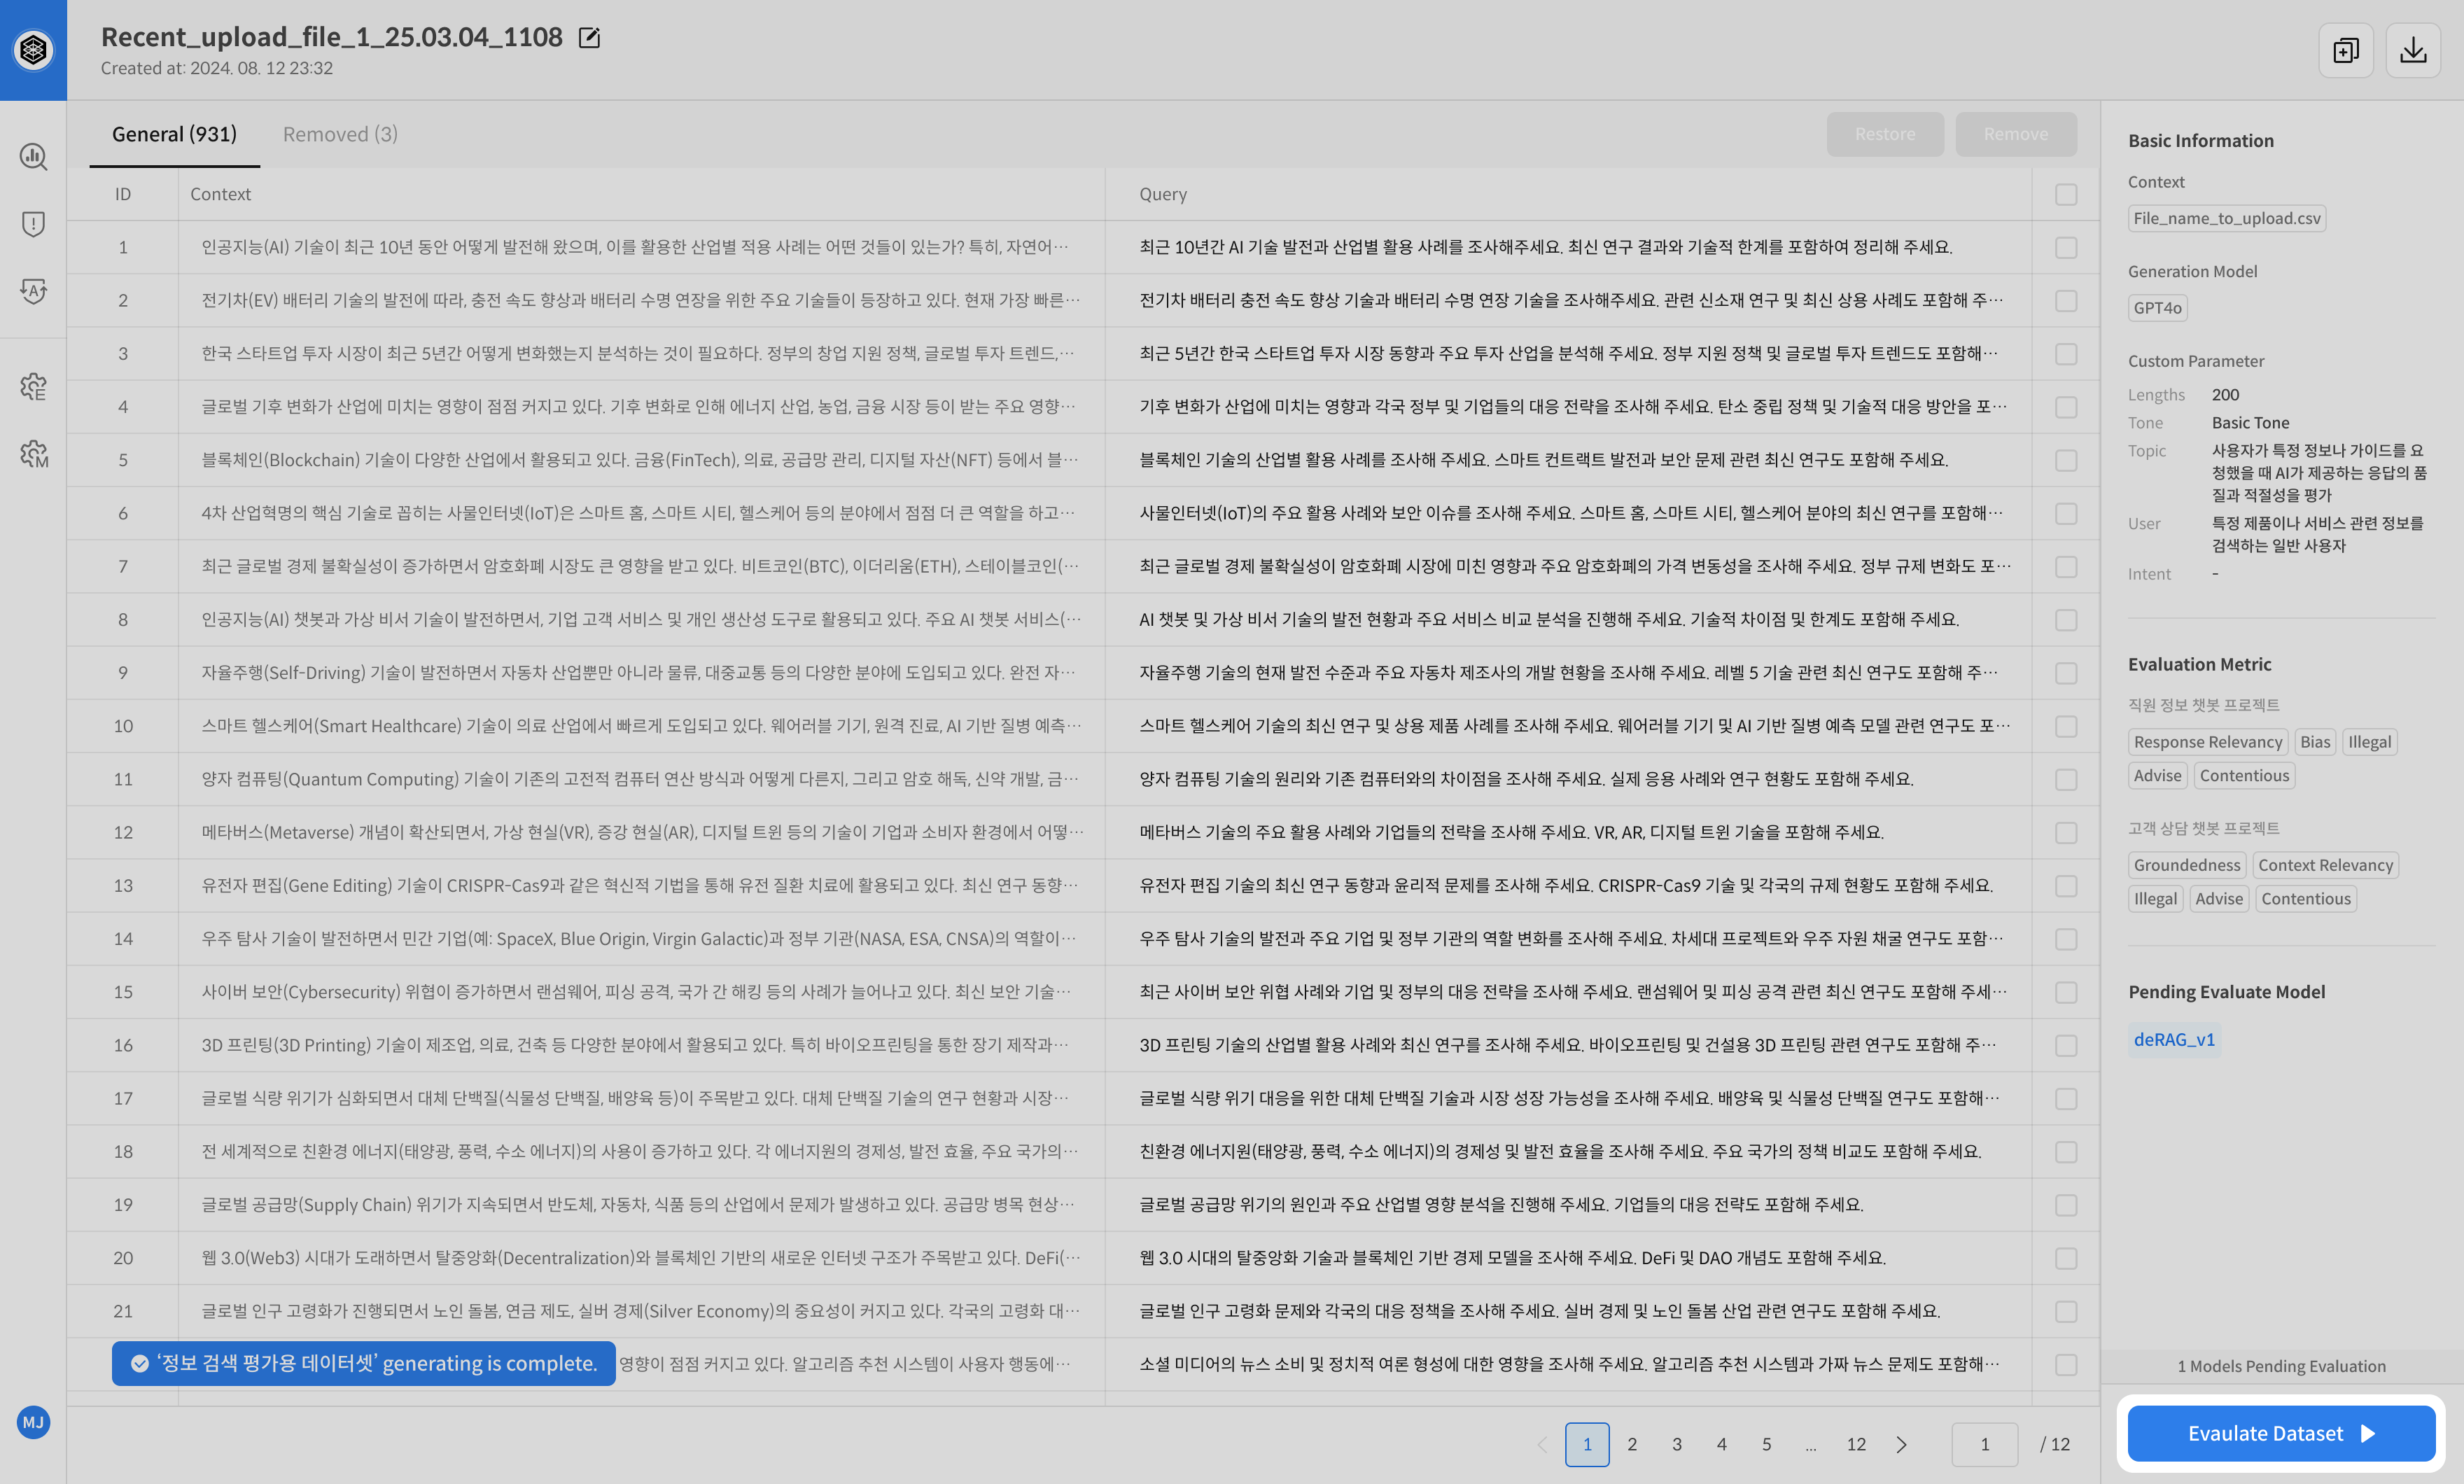 Recent_upload_file_1_25.03.04_1108
Created at: 2024. 08. 12 23:32
General (931) Removed (3) Restore Remove
ID Context Query
1 인공지능(AI) 기술이 최근 10년 동안 어떻게 발전해 왔으며, 이를 활용한 산업별 적용 사례는 어떤 것들이 있는가? 특히, 자연어… 최근 10년간 AI 기술 발전과 산업별 활용 사례를 조사해주세요. 최신 연구 결과와 기술적 한계를 포함하여 정리해 주세요.
2 전기차(EV) 배터리 기술의 발전에 따라, 충전 속도 향상과 배터리 수명 연장을 위한 주요 기술들이 등장하고 있다. 현재 가장 빠른… 전기차 배터리 충전 속도 향상 기술과 배터리 수명 연장 기술을 조사해주세요. 관련 신소재 연구 및 최신 상용 사례도 포함해 주…
3 한국 스타트업 투자 시장이 최근 5년간 어떻게 변화했는지 분석하는 것이 필요하다. 정부의 창업 지원 정책, 글로벌 투자 트렌드,… 최근 5년간 한국 스타트업 투자 시장 동향과 주요 투자 산업을 분석해 주세요. 정부 지원 정책 및 글로벌 투자 트렌드도 포함해…
4 글로벌 기후 변화가 산업에 미치는 영향이 점점 커지고 있다. 기후 변화로 인해 에너지 산업, 농업, 금융 시장 등이 받는 주요 영향… 기후 변화가 산업에 미치는 영향과 각국 정부 및 기업들의 대응 전략을 조사해 주세요. 탄소 중립 정책 및 기술적 대응 방안을 포…
5 블록체인(Blockchain) 기술이 다양한 산업에서 활용되고 있다. 금융(FinTech), 의료, 공급망 관리, 디지털 자산(NFT) 등에서 블… 블록체인 기술의 산업별 활용 사례를 조사해 주세요. 스마트 컨트랙트 발전과 보안 문제 관련 최신 연구도 포함해 주세요.
6 4차 산업혁명의 핵심 기술로 꼽히는 사물인터넷(IoT)은 스마트 홈, 스마트 시티, 헬스케어 등의 분야에서 점점 더 큰 역할을 하고… 사물인터넷(IoT)의 주요 활용 사례와 보안 이슈를 조사해 주세요. 스마트 홈, 스마트 시티, 헬스케어 분야의 최신 연구를 포함해…
7 최근 글로벌 경제 불확실성이 증가하면서 암호화폐 시장도 큰 영향을 받고 있다. 비트코인(BTC), 이더리움(ETH), 스테이블코인(… 최근 글로벌 경제 불확실성이 암호화폐 시장에 미친 영향과 주요 암호화폐의 가격 변동성을 조사해 주세요. 정부 규제 변화도 포…
8 인공지능(AI) 챗봇과 가상 비서 기술이 발전하면서, 기업 고객 서비스 및 개인 생산성 도구로 활용되고 있다. 주요 AI 챗봇 서비스(… AI 챗봇 및 가상 비서 기술의 발전 현황과 주요 서비스 비교 분석을 진행해 주세요. 기술적 차이점 및 한계도 포함해 주세요.
9 자율주행(Self-Driving) 기술이 발전하면서 자동차 산업뿐만 아니라 물류, 대중교통 등의 다양한 분야에 도입되고 있다. 완전 자… 자율주행 기술의 현재 발전 수준과 주요 자동차 제조사의 개발 현황을 조사해 주세요. 레벨 5 기술 관련 최신 연구도 포함해 주…
10 스마트 헬스케어(Smart Healthcare) 기술이 의료 산업에서 빠르게 도입되고 있다. 웨어러블 기기, 원격 진료, AI 기반 질병 예측… 스마트 헬스케어 기술의 최신 연구 및 상용 제품 사례를 조사해 주세요. 웨어러블 기기 및 AI 기반 질병 예측 모델 관련 연구도 포…
11 양자 컴퓨팅(Quantum Computing) 기술이 기존의 고전적 컴퓨터 연산 방식과 어떻게 다른지, 그리고 암호 해독, 신약 개발, 금… 양자 컴퓨팅 기술의 원리와 기존 컴퓨터와의 차이점을 조사해 주세요. 실제 응용 사례와 연구 현황도 포함해 주세요.
12 메타버스(Metaverse) 개념이 확산되면서, 가상 현실(VR), 증강 현실(AR), 디지털 트윈 등의 기술이 기업과 소비자 환경에서 어떻… 메타버스 기술의 주요 활용 사례와 기업들의 전략을 조사해 주세요. VR, AR, 디지털 트윈 기술을 포함해 주세요.
13 유전자 편집(Gene Editing) 기술이 CRISPR-Cas9과 같은 혁신적 기법을 통해 유전 질환 치료에 활용되고 있다. 최신 연구 동향… 유전자 편집 기술의 최신 연구 동향과 윤리적 문제를 조사해 주세요. CRISPR-Cas9 기술 및 각국의 규제 현황도 포함해 주세요.
14 우주 탐사 기술이 발전하면서 민간 기업(예: SpaceX, Blue Origin, Virgin Galactic)과 정부 기관(NASA, ESA, CNSA)의 역할이… 우주 탐사 기술의 발전과 주요 기업 및 정부 기관의 역할 변화를 조사해 주세요. 차세대 프로젝트와 우주 자원 채굴 연구도 포함…
15 사이버 보안(Cybersecurity) 위협이 증가하면서 랜섬웨어, 피싱 공격, 국가 간 해킹 등의 사례가 늘어나고 있다. 최신 보안 기술… 최근 사이버 보안 위협 사례와 기업 및 정부의 대응 전략을 조사해 주세요. 랜섬웨어 및 피싱 공격 관련 최신 연구도 포함해 주세…
16 3D 프린팅(3D Printing) 기술이 제조업, 의료, 건축 등 다양한 분야에서 활용되고 있다. 특히 바이오프린팅을 통한 장기 제작과… 3D 프린팅 기술의 산업별 활용 사례와 최신 연구를 조사해 주세요. 바이오프린팅 및 건설용 3D 프린팅 관련 연구도 포함해 주…
17 글로벌 식량 위기가 심화되면서 대체 단백질(식물성 단백질, 배양육 등)이 주목받고 있다. 대체 단백질 기술의 연구 현황과 시장… 글로벌 식량 위기 대응을 위한 대체 단백질 기술과 시장 성장 가능성을 조사해 주세요. 배양육 및 식물성 단백질 연구도 포함해…
18 전 세계적으로 친환경 에너지(태양광, 풍력, 수소 에너지)의 사용이 증가하고 있다. 각 에너지원의 경제성, 발전 효율, 주요 국가의… 친환경 에너지원(태양광, 풍력, 수소 에너지)의 경제성 및 발전 효율을 조사해 주세요. 주요 국가의 정책 비교도 포함해 주세요.
19 글로벌 공급망(Supply Chain) 위기가 지속되면서 반도체, 자동차, 식품 등의 산업에서 문제가 발생하고 있다. 공급망 병목 현상… 글로벌 공급망 위기의 원인과 주요 산업별 영향 분석을 진행해 주세요. 기업들의 대응 전략도 포함해 주세요.
20 웹 3.0(Web3) 시대가 도래하면서 탈중앙화(Decentralization)와 블록체인 기반의 새로운 인터넷 구조가 주목받고 있다. DeFi(… 웹 3.0 시대의 탈중앙화 기술과 블록체인 기반 경제 모델을 조사해 주세요. DeFi 및 DAO 개념도 포함해 주세요.
21 글로벌 인구 고령화가 진행되면서 노인 돌봄, 연금 제도, 실버 경제(Silver Economy)의 중요성이 커지고 있다. 각국의 고령화 대… 글로벌 인구 고령화 문제와 각국의 대응 정책을 조사해 주세요. 실버 경제 및 노인 돌봄 산업 관련 연구도 포함해 주세요.
‘정보 검색 평가용 데이터셋’ generating is complete. 영향이 점점 커지고 있다. 알고리즘 추천 시스템이 사용자 행동에… 소셜 미디어의 뉴스 소비 및 정치적 여론 형성에 대한 영향을 조사해 주세요. 알고리즘 추천 시스템과 가짜 뉴스 문제도 포함해…
MJ
1 2 3 4 5 ... 12 1 / 12
Basic Information
Context
File_name_to_upload.csv
Generation Model
GPT4o
Custom Parameter
Lengths 200
Tone Basic Tone
Topic 사용자가 특정 정보나 가이드를 요
청했을 때 AI가 제공하는 응답의 품
질과 적절성을 평가
User 특정 제품이나 서비스 관련 정보를
검색하는 일반 사용자
Intent -
Evaluation Metric
직원 정보 챗봇 프로젝트
Response Relevancy Bias Illegal
Advise Contentious
고객 상담 챗봇 프로젝트
Groundedness Context Relevancy
Illegal Advise Contentious
Pending Evaluate Model
deRAG_v1
1 Models Pending Evaluation
Evaulate Dataset